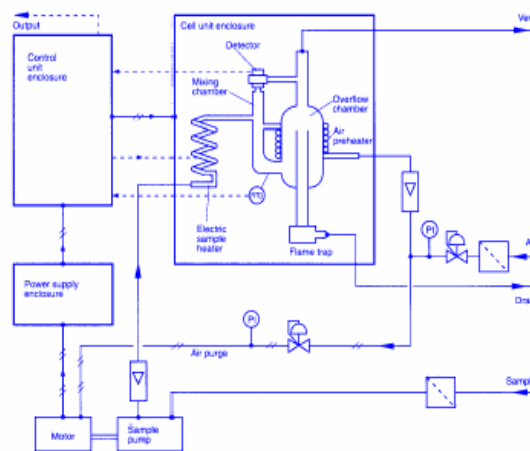 Output
Cell unit enclosure
Detector
Control
unit
enclosure
Mixing
chamber
Overflow
chamber
Air
preheater
RTD
Electric
sample
heater
Flame trap
PI
Power supply
enclosure
PI
Air purge
Motor
Sample
pump